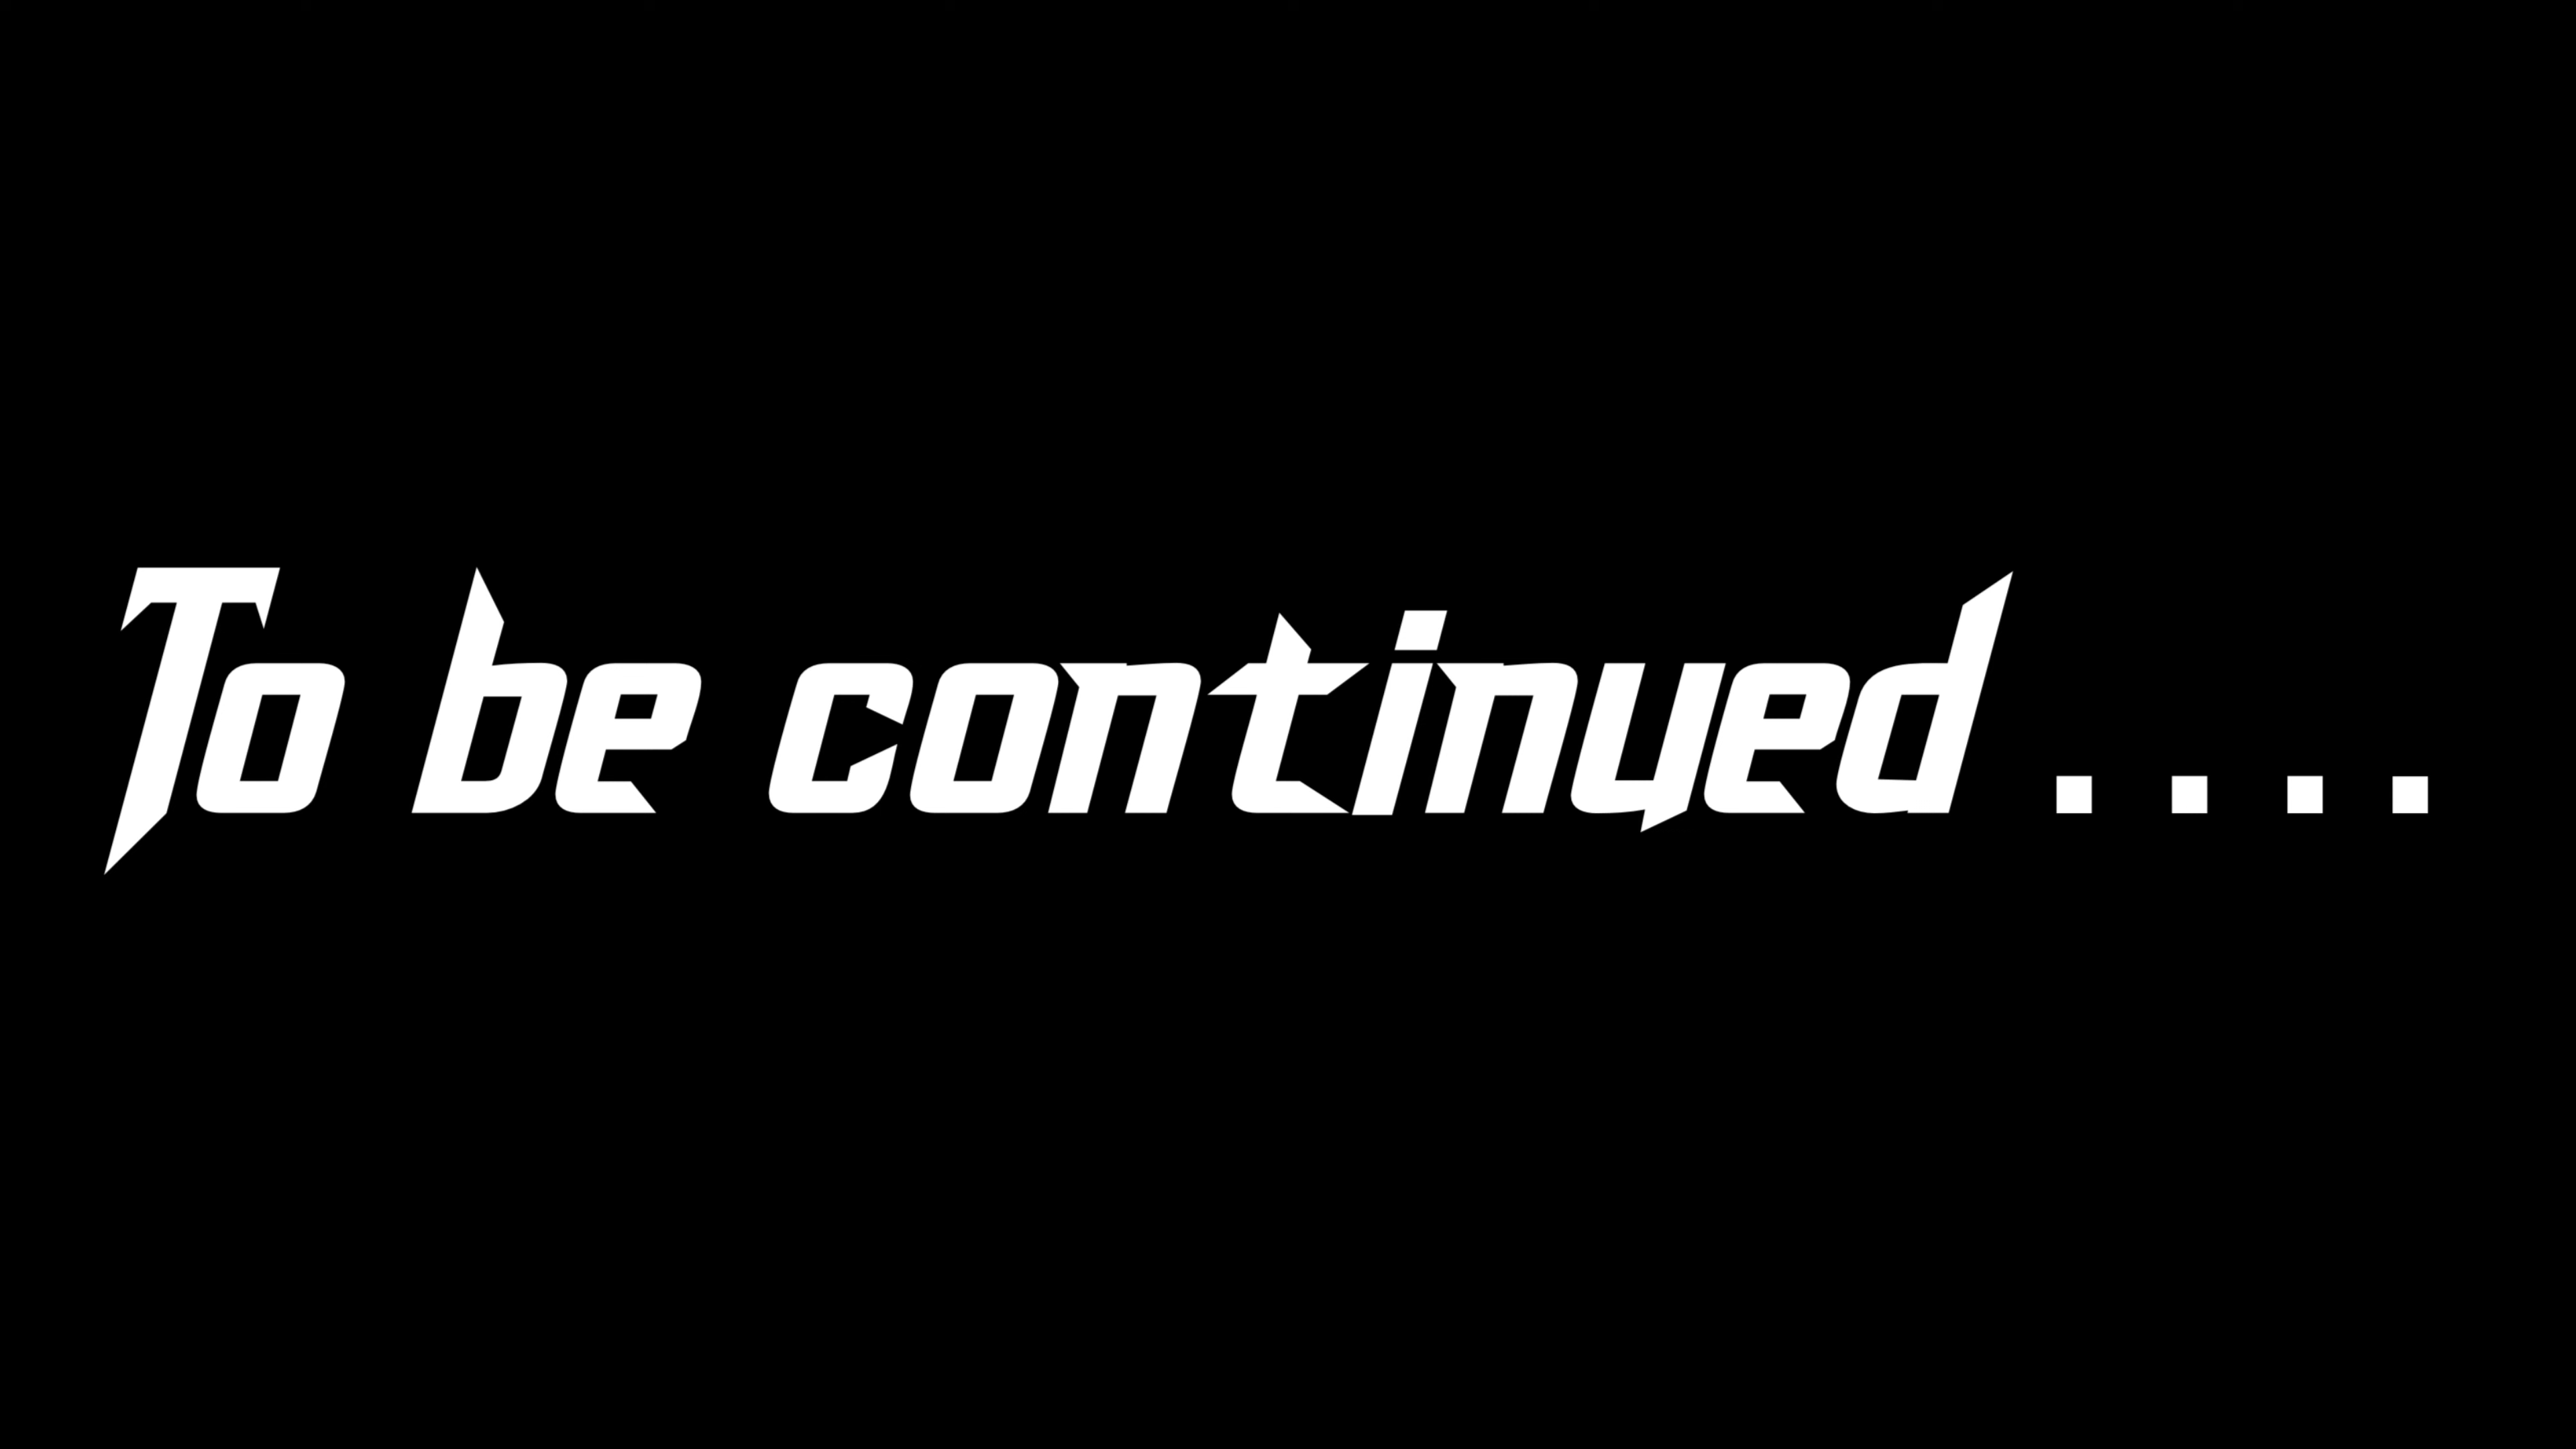 To be continued . . . .